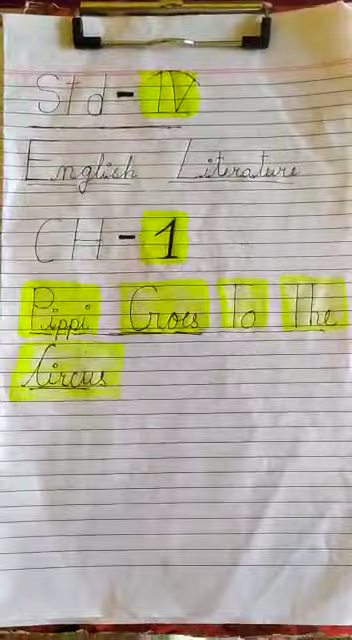 Std - IV
English Literature
CH - 1
Pippi Goes To The
Circus